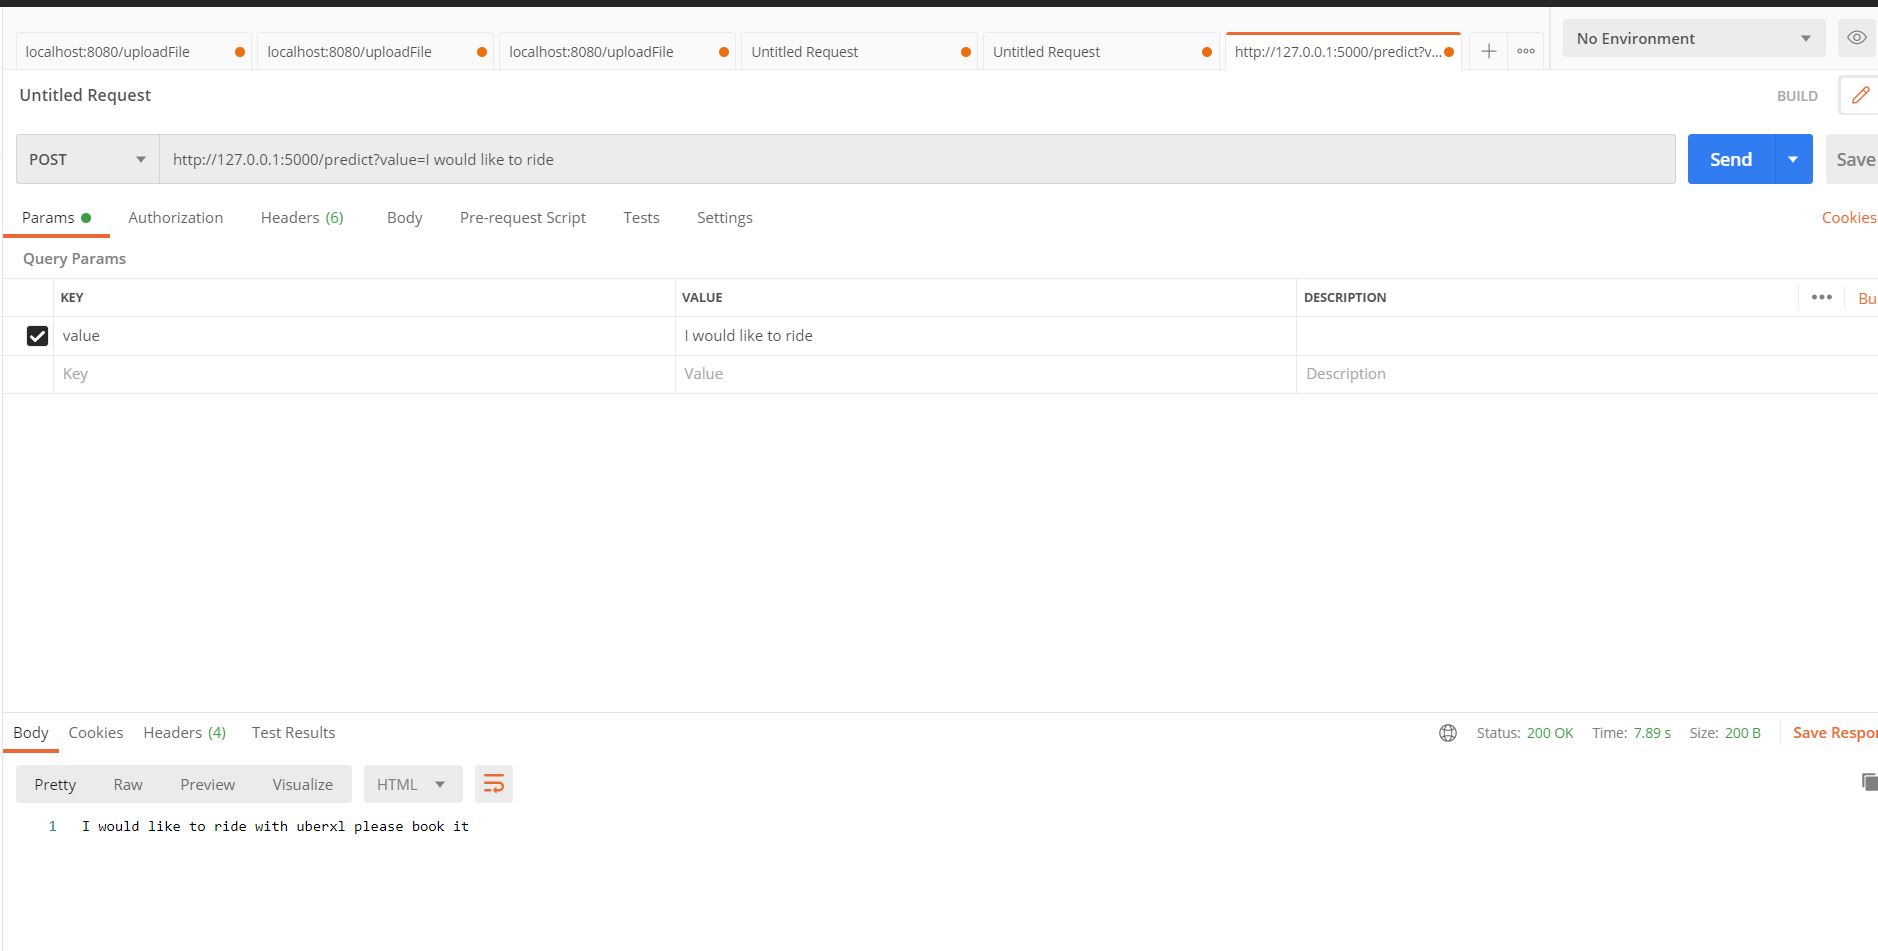 localhost:8080/uploadFile localhost:8080/uploadFile localhost:8080/uploadFile Untitled Request Untitled Request http://127.0.0.1:5000/predict?v... No Environment
Untitled Request BUILD
POST http://127.0.0.1:5000/predict?value=I would like to ride Send Save
Params Authorization Headers (6) Body Pre-request Script Tests Settings Cookies
Query Params
KEY VALUE DESCRIPTION Bu
value I would like to ride
Key Value Description
Body Cookies Headers (4) Test Results Status: 200 OK Time: 7.89 s Size: 200 B Save Respo
Pretty Raw Preview Visualize HTML
1 I would like to ride with uberxl please book it